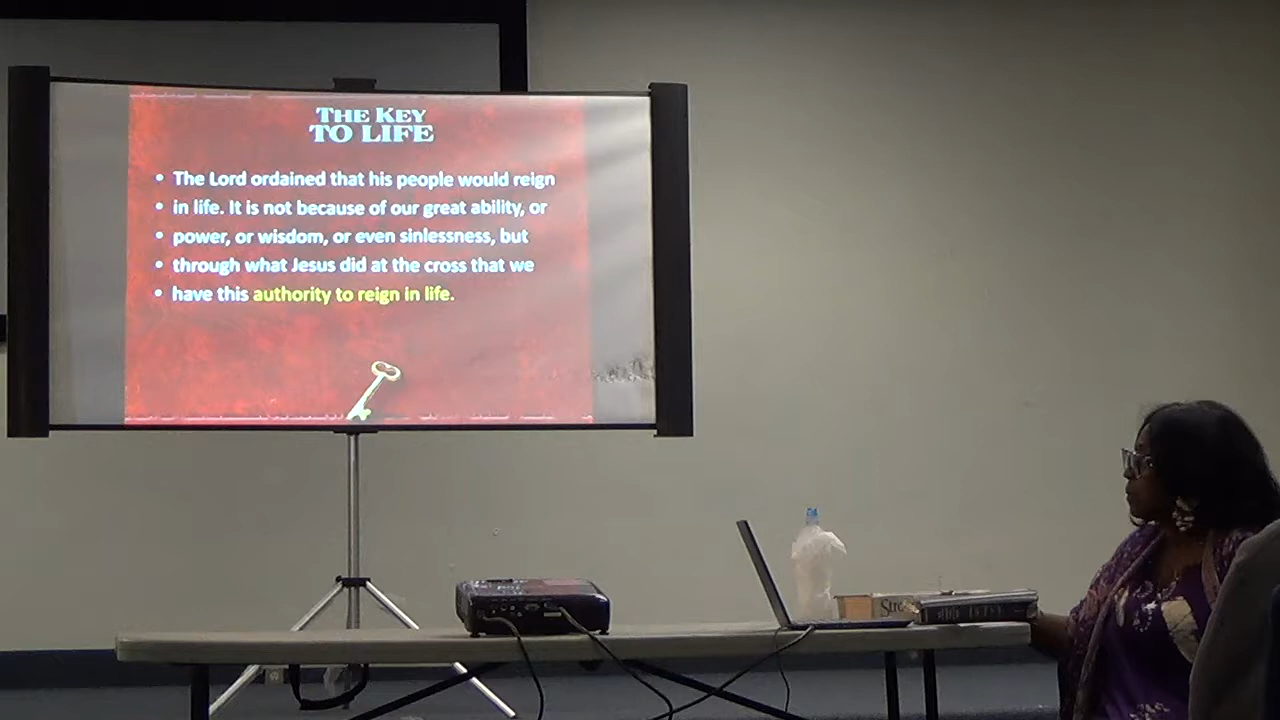 THE KEY
TO LIFE
• The Lord ordained that his people would reign
• in life. It is not because of our great ability, or
• power, or wisdom, or even sinlessness, but
• through what Jesus did at the cross that we
• have this authority to reign in life.